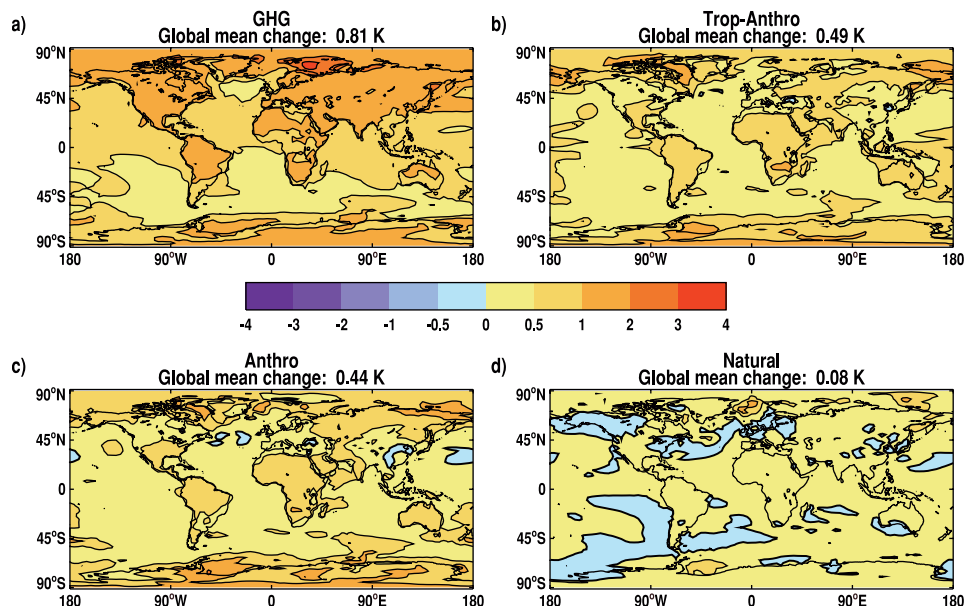 a) GHG
Global mean change: 0.81 K
90°N
45°N
0
45°S
90°S
180 90°W 0 90°E 180
b) Trop-Anthro
Global mean change: 0.49 K
90°N
45°N
0
45°S
90°S
180 90°W 0 90°E 180
-4 -3 -2 -1 -0.5 0 0.5 1 2 3 4
c) Anthro
Global mean change: 0.44 K
90°N
45°N
0
45°S
90°S
180 90°W 0 90°E 180
d) Natural
Global mean change: 0.08 K
90°N
45°N
0
45°S
90°S
180 90°W 0 90°E 180